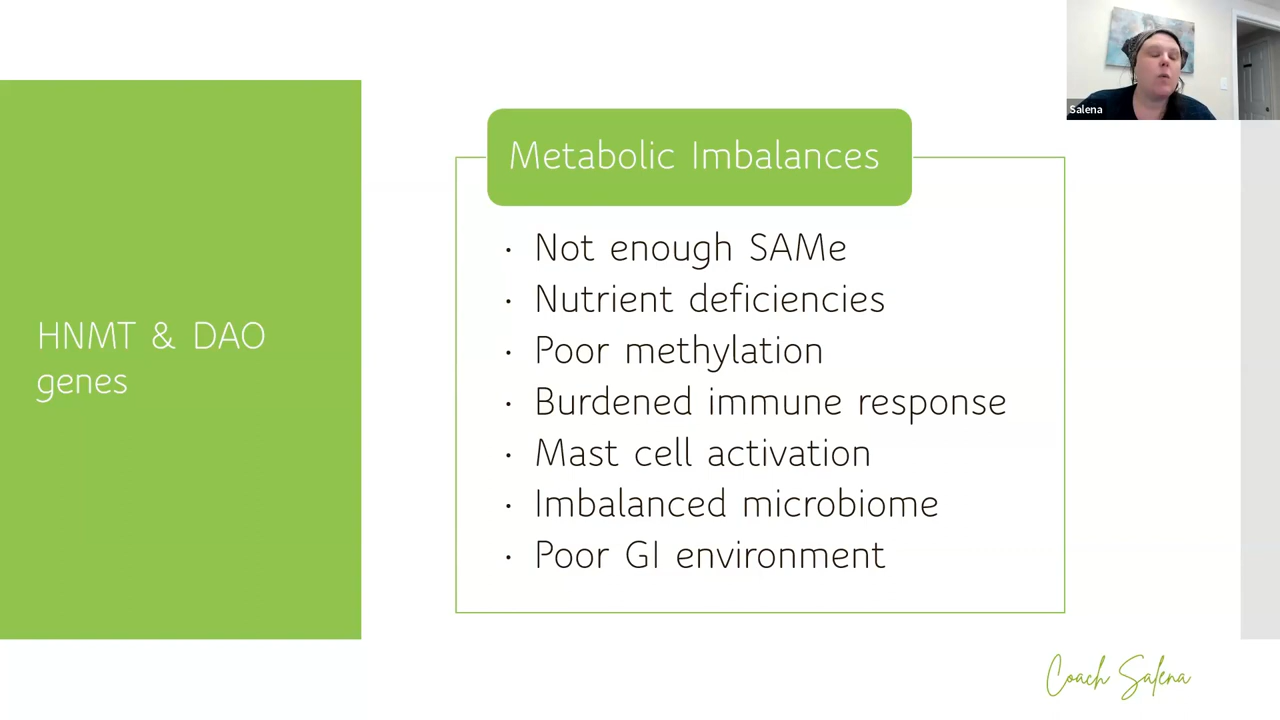 Salena
Metabolic Imbalances
· Not enough SAMe
· Nutrient deficiencies
· Poor methylation
· Burdened immune response
· Mast cell activation
· Imbalanced microbiome
· Poor GI environment
HNMT & DAO
genes
Coach Salena